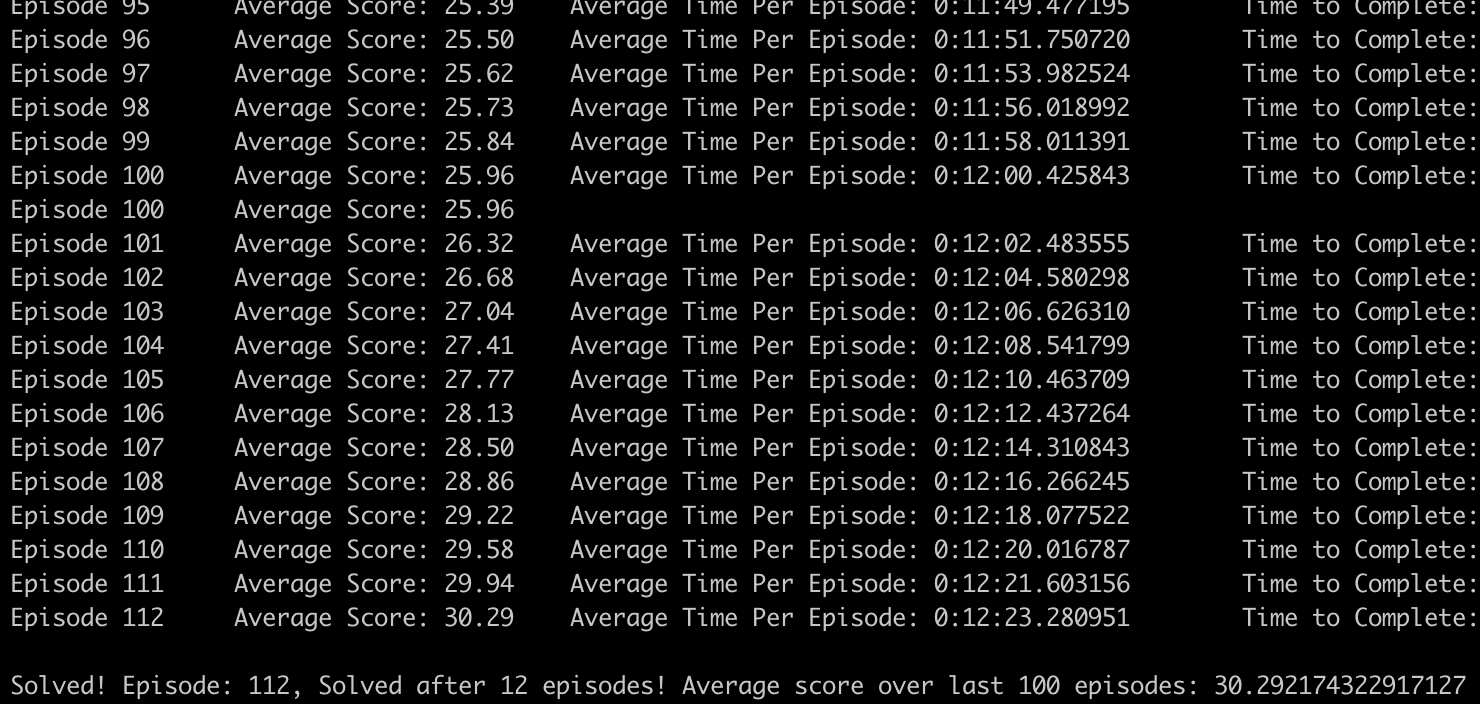 Episode 95 Average Score: 25.39 Average Time Per Episode: 0:11:49.477195 Time to Complete:
Episode 96 Average Score: 25.50 Average Time Per Episode: 0:11:51.750720 Time to Complete:
Episode 97 Average Score: 25.62 Average Time Per Episode: 0:11:53.982524 Time to Complete:
Episode 98 Average Score: 25.73 Average Time Per Episode: 0:11:56.018992 Time to Complete:
Episode 99 Average Score: 25.84 Average Time Per Episode: 0:11:58.011391 Time to Complete:
Episode 100 Average Score: 25.96 Average Time Per Episode: 0:12:00.425843 Time to Complete:
Episode 100 Average Score: 25.96
Episode 101 Average Score: 26.32 Average Time Per Episode: 0:12:02.483555 Time to Complete:
Episode 102 Average Score: 26.68 Average Time Per Episode: 0:12:04.580298 Time to Complete:
Episode 103 Average Score: 27.04 Average Time Per Episode: 0:12:06.626310 Time to Complete:
Episode 104 Average Score: 27.41 Average Time Per Episode: 0:12:08.541799 Time to Complete:
Episode 105 Average Score: 27.77 Average Time Per Episode: 0:12:10.463709 Time to Complete:
Episode 106 Average Score: 28.13 Average Time Per Episode: 0:12:12.437264 Time to Complete:
Episode 107 Average Score: 28.50 Average Time Per Episode: 0:12:14.310843 Time to Complete:
Episode 108 Average Score: 28.86 Average Time Per Episode: 0:12:16.266245 Time to Complete:
Episode 109 Average Score: 29.22 Average Time Per Episode: 0:12:18.077522 Time to Complete:
Episode 110 Average Score: 29.58 Average Time Per Episode: 0:12:20.016787 Time to Complete:
Episode 111 Average Score: 29.94 Average Time Per Episode: 0:12:21.603156 Time to Complete:
Episode 112 Average Score: 30.29 Average Time Per Episode: 0:12:23.280951 Time to Complete:
Solved! Episode: 112, Solved after 12 episodes! Average score over last 100 episodes: 30.292174322917127